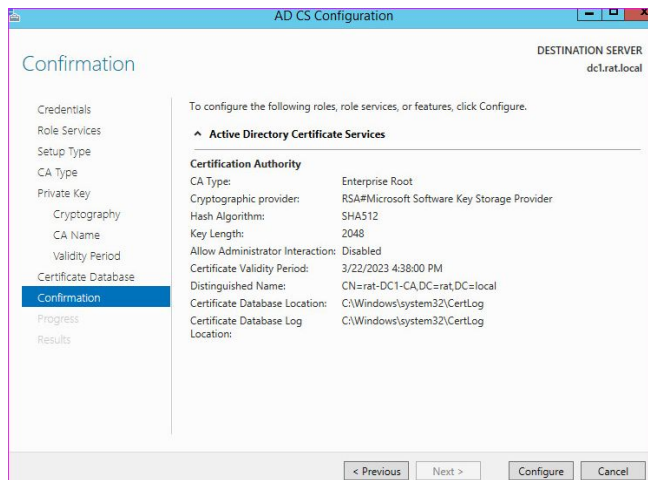 AD CS Configuration
DESTINATION SERVER
dc1.rat.local
Confirmation
Credentials
Role Services
Setup Type
CA Type
Private Key
Cryptography
CA Name
Validity Period
Certificate Database
Confirmation
Progress
Results
To configure the following roles, role services, or features, click Configure.
Active Directory Certificate Services
Certification Authority
CA Type: Enterprise Root
Cryptographic provider: RSA#Microsoft Software Key Storage Provider
Hash Algorithm: SHA512
Key Length: 2048
Allow Administrator Interaction: Disabled
Certificate Validity Period: 3/22/2023 4:38:00 PM
Distinguished Name: CN=rat-DC1-CA,DC=rat,DC=local
Certificate Database Location: C:\Windows\system32\CertLog
Certificate Database Log C:\Windows\system32\CertLog
Location:
< Previous Next > Configure Cancel